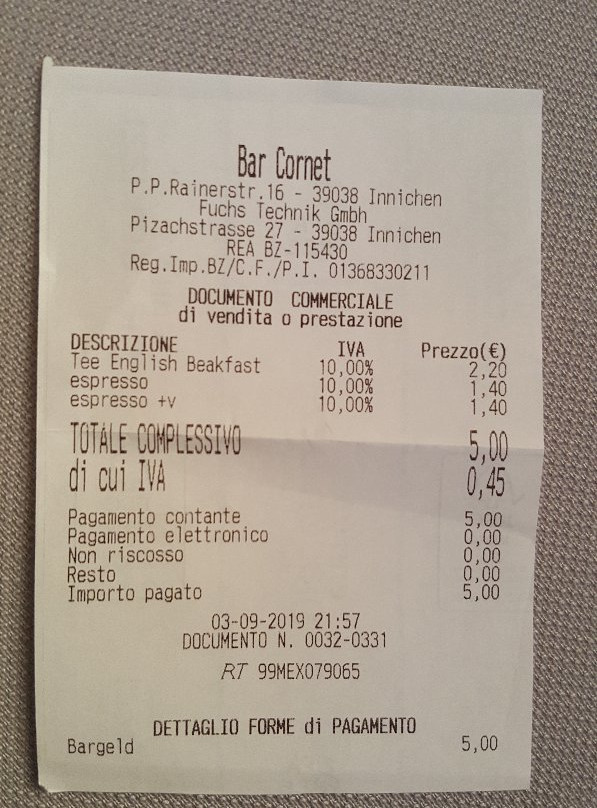 Bar Cornet
P.P.Rainerstr.16 - 39038 Innichen
Fuchs Technik Gmbh
Pizachstrasse 27 - 39038 Innichen
REA BZ-115430
Reg.Imp.BZ/C.F./P.I. 01368330211
DOCUMENTO COMMERCIALE
di vendita o prestazione
DESCRIZIONE IVA Prezzo(€)
Tee English Beakfast 10,00% 2,20
espresso 10,00% 1,40
espresso +v 10,00% 1,40
TOTALE COMPLESSIVO 5,00
di cui IVA 0,45
Pagamento contante 5,00
Pagamento elettronico 0,00
Non riscosso 0,00
Resto 0,00
Importo pagato 5,00
03-09-2019 21:57
DOCUMENTO N. 0032-0331
RT 99MEX079065
DETTAGLIO FORME di PAGAMENTO
Bargeld 5,00